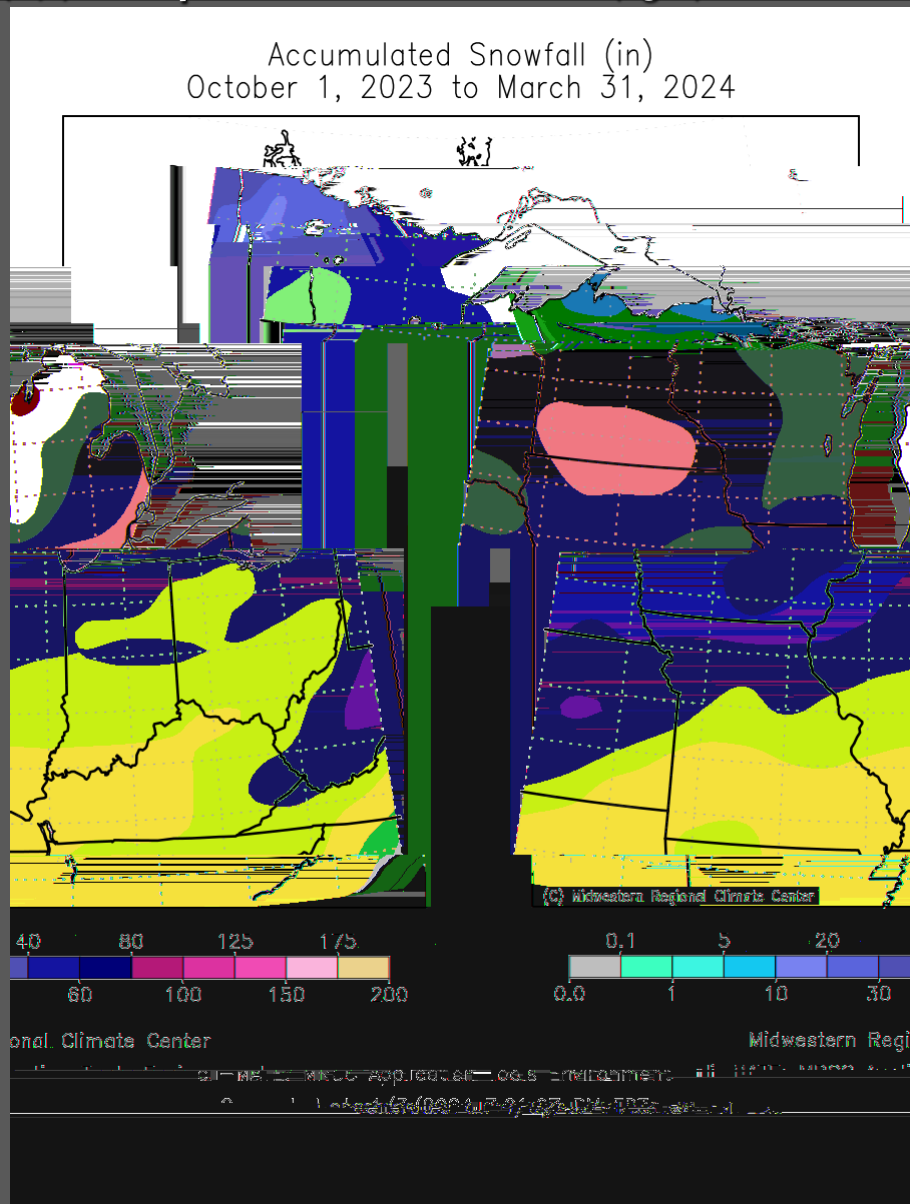 Accumulated Snowfall (in)
October 1, 2023 to March 31, 2024
(C) Midwestern Regional Climate Center
40 80 125 175 0.1 5 20
60 100 150 200 0.0 1 10 30
onal Climate Center Midwestern Regi
Application